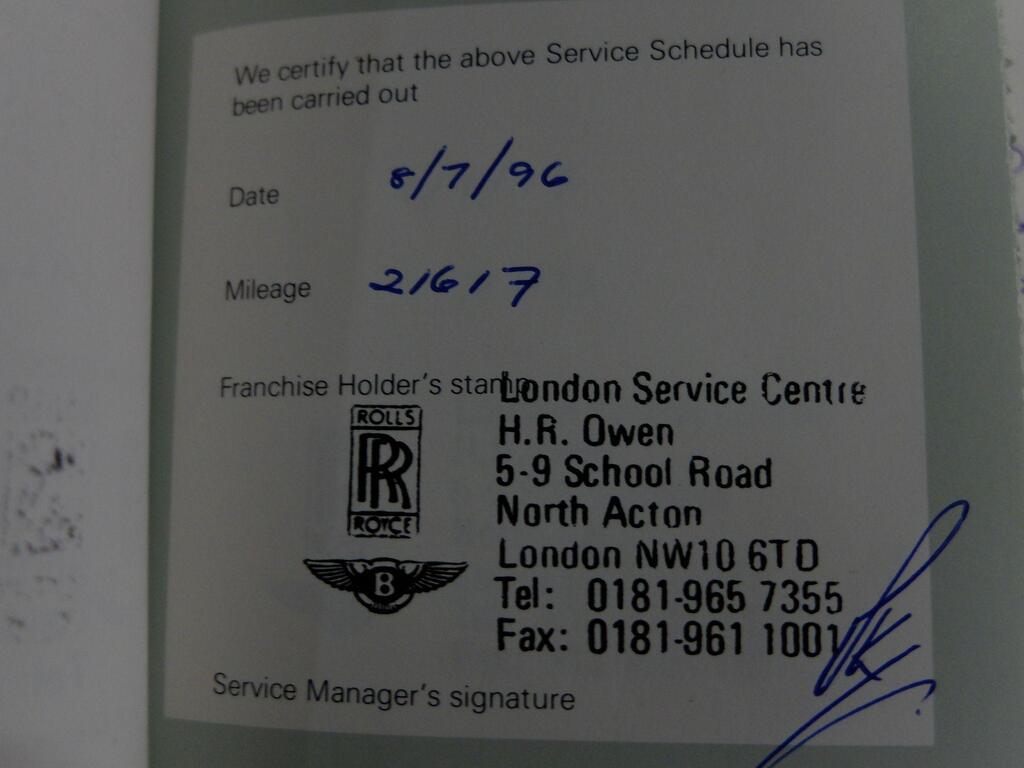 We certify that the above Service Schedule has
been carried out
Date 8/7/96
Mileage 21617
Franchise Holder's stamp London Service Centre
ROLLS
RR
ROYCE
B
H.R. Owen
5-9 School Road
North Acton
London NW10 6TD
Tel: 0181-965 7355
Fax: 0181-961 1001
Service Manager's signature